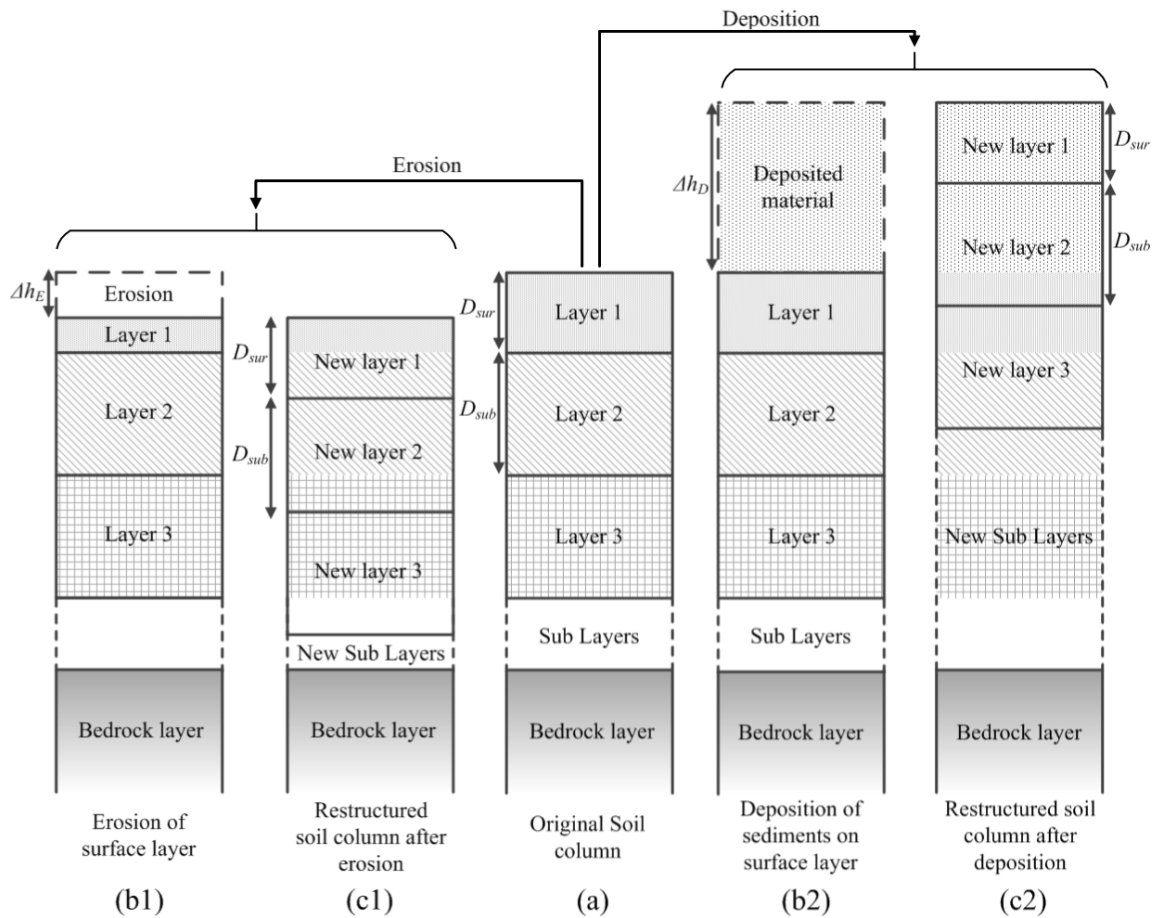 Deposition
Erosion
Δh_E
Erosion
Layer 1
Layer 2
Layer 3
Bedrock layer
Erosion of
surface layer
(b1)
D_sur
D_sub
New layer 1
New layer 2
New layer 3
New Sub Layers
Bedrock layer
Restructured
soil column after
erosion
(c1)
D_sur
D_sub
Layer 1
Layer 2
Layer 3
Sub Layers
Bedrock layer
Original Soil
column
(a)
Δh_D
Deposited
material
Layer 1
Layer 2
Layer 3
Sub Layers
Bedrock layer
Deposition of
sediments on
surface layer
(b2)
New layer 1
D_sur
New layer 2
D_sub
New layer 3
New Sub Layers
Bedrock layer
Restructured soil
column after
deposition
(c2)